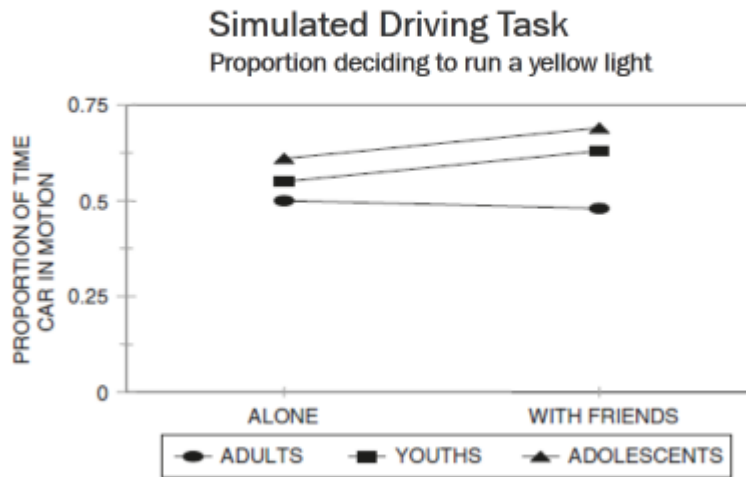 Simulated Driving Task
Proportion deciding to run a yellow light
PROPORTION OF TIME
CAR IN MOTION
0.75
0.5
0.25
0
ALONE
WITH FRIENDS
ADULTS YOUTHS ADOLESCENTS